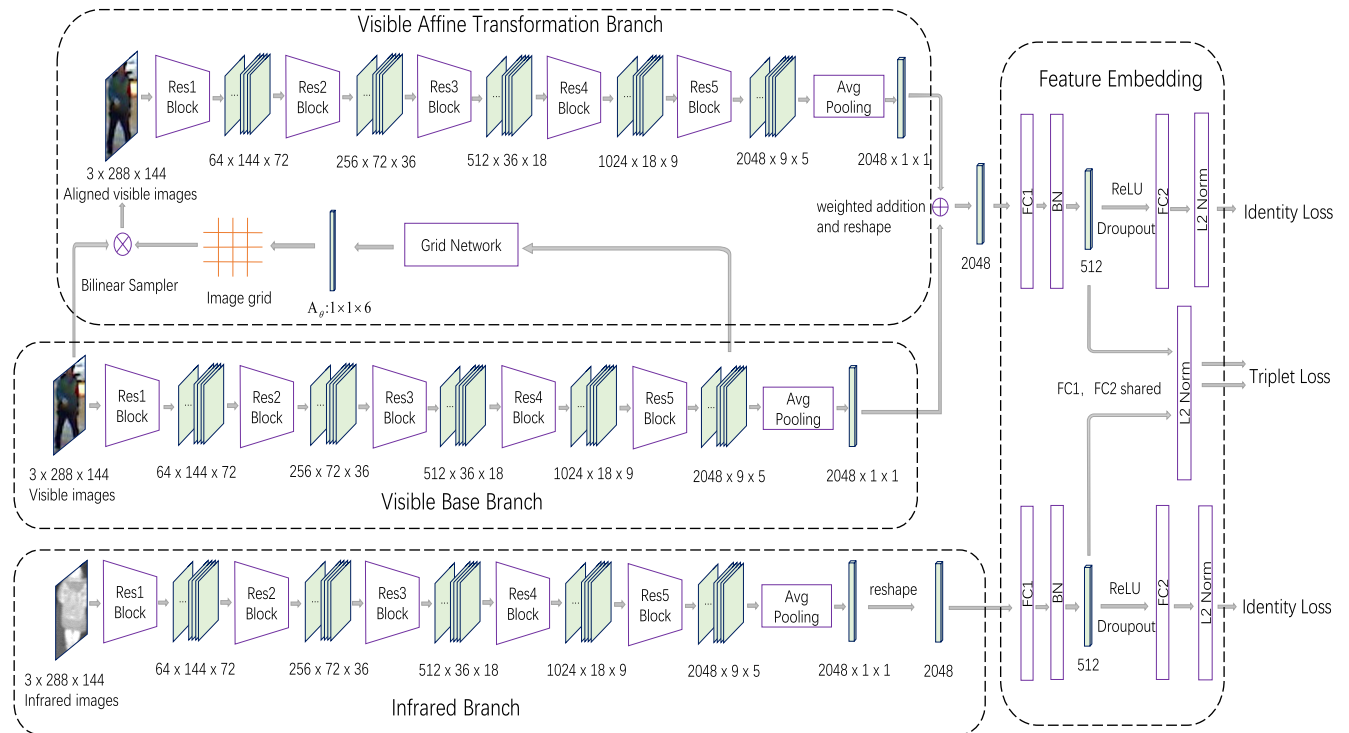 Visible Affine Transformation Branch
Res1
Block
...
Res2
Block
...
Res3
Block
...
Res4
Block
...
Res5
Block
...
Avg
Pooling
3 x 288 x 144
Aligned visible images
64 x 144 x 72
256 x 72 x 36
512 x 36 x 18
1024 x 18 x 9
2048 x 9 x 5
2048 x 1 x 1
weighted addition
and reshape
Bilinear Sampler
Image grid
A_θ:1×1×6
Grid Network
2048
Res1
Block
...
Res2
Block
...
Res3
Block
...
Res4
Block
...
Res5
Block
...
Avg
Pooling
3 x 288 x 144
Visible images
64 x 144 x 72
256 x 72 x 36
512 x 36 x 18
1024 x 18 x 9
2048 x 9 x 5
2048 x 1 x 1
Visible Base Branch
Res1
Block
...
Res2
Block
...
Res3
Block
...
Res4
Block
...
Res5
Block
...
Avg
Pooling
reshape
3 x 288 x 144
Infrared images
64 x 144 x 72
256 x 72 x 36
512 x 36 x 18
1024 x 18 x 9
2048 x 9 x 5
2048 x 1 x 1
2048
Infrared Branch
Feature Embedding
FC1
BN
512
ReLU
Droupout
FC2
L2 Norm
Identity Loss
FC1, FC2 shared
L2 Norm
Triplet Loss
FC1
BN
512
ReLU
Droupout
FC2
L2 Norm
Identity Loss